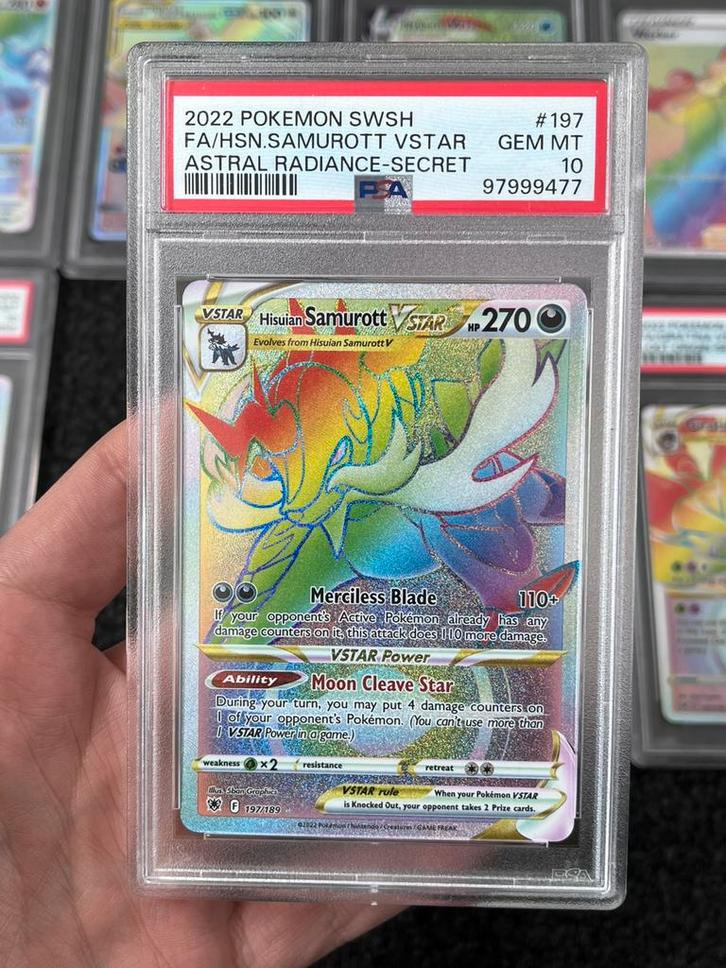 2022 POKEMON SWSH #197
FA/HSN.SAMUROTT VSTAR GEM MT
ASTRAL RADIANCE-SECRET 10
PSA 97999477
VSTAR Hisuian Samurott VSTAR HP 270
Evolves from Hisuian Samurott V
Merciless Blade 110+
If your opponent's Active Pokémon already has any
damage counters on it, this attack does 110 more damage.
VSTAR Power
Ability Moon Cleave Star
During your turn, you may put 4 damage counters on
1 of your opponent's Pokémon. (You can't use more than
1 VSTAR Power in a game.)
weakness ×2 resistance retreat
Illus. 5ban Graphics
VSTAR rule When your Pokémon VSTAR
is Knocked Out, your opponent takes 2 Prize cards.
F 197/189
©2022 Pokémon / Nintendo / Creatures / GAME FREAK
PSA